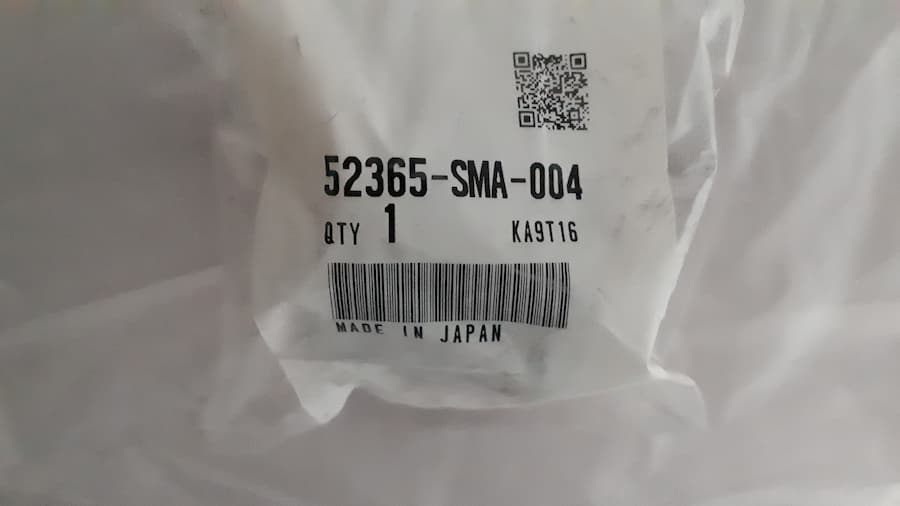 52365-SMA-004
QTY 1 KA9T16
MADE IN JAPAN